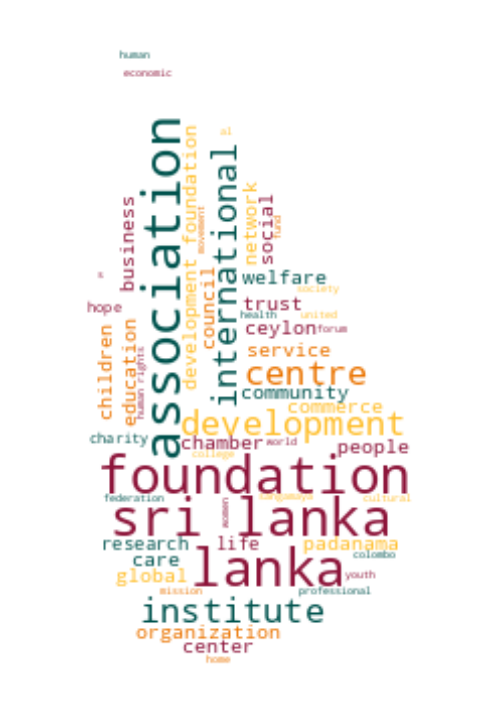 human
economic
association
al
development foundation
international
movement
network
social
fund
business
council
s
welfare
society
hope
trust
health
united
children
education
ceylon
forum
human rights
service
centre
community
commerce
development
charity
chamber
world
people
college
foundation
federation
sangamaya
cultural
sri lanka
women
research
life
padanama
care
colombo
global
lanka
youth
mission
professional
institute
organization
center
home